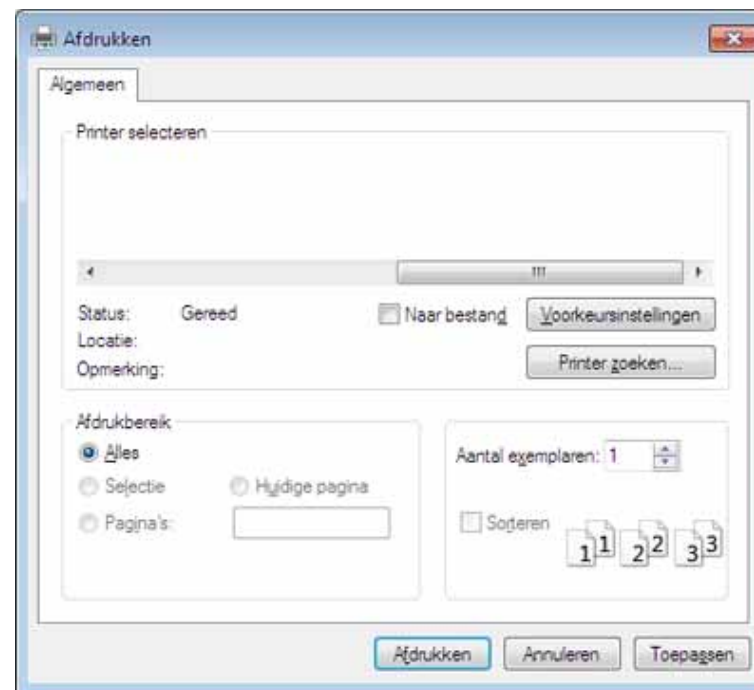 Afdrukken
Algemeen
Printer selecteren
Status: Gereed
Naar bestand
Voorkeursinstellingen
Locatie:
Opmerking:
Printer zoeken...
Afdrukbereik
Alles
Selectie
Huidige pagina
Pagina's:
Aantal exemplaren: 1
Sorteren
1 1 2 2 3 3
Afdrukken Annuleren Toepassen